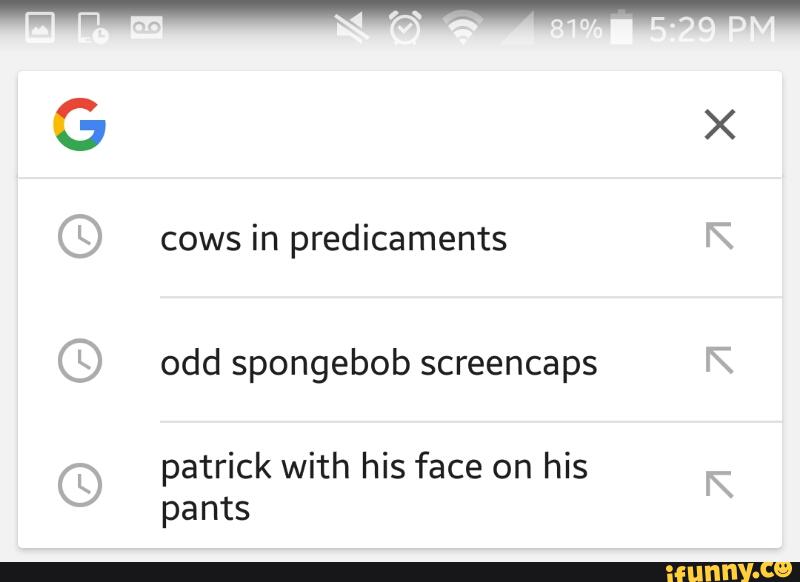 81% 5:29 PM
cows in predicaments
odd spongebob screencaps
patrick with his face on his
pants
ifunny.co